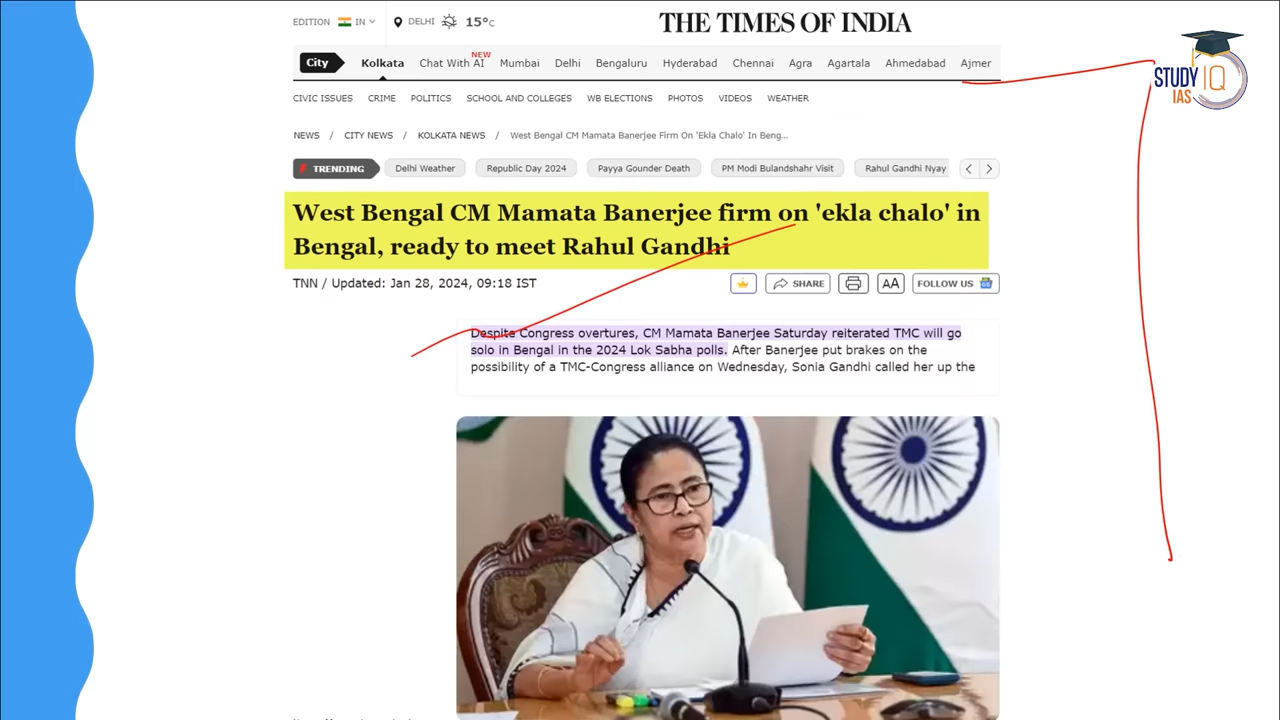 EDITION IN DELHI 15°C
THE TIMES OF INDIA
STUDY IQ
IAS
NEW
City Kolkata Chat With AI Mumbai Delhi Bengaluru Hyderabad Chennai Agra Agartala Ahmedabad Ajmer
CIVIC ISSUES CRIME POLITICS SCHOOL AND COLLEGES WB ELECTIONS PHOTOS VIDEOS WEATHER
NEWS / CITY NEWS / KOLKATA NEWS / West Bengal CM Mamata Banerjee Firm On 'Ekla Chalo' In Beng...
TRENDING Delhi Weather Republic Day 2024 Payya Gounder Death PM Modi Bulandshahr Visit Rahul Gandhi Nyay
West Bengal CM Mamata Banerjee firm on 'ekla chalo' in
Bengal, ready to meet Rahul Gandhi
TNN / Updated: Jan 28, 2024, 09:18 IST
SHARE AA FOLLOW US
Despite Congress overtures, CM Mamata Banerjee Saturday reiterated TMC will go
solo in Bengal in the 2024 Lok Sabha polls. After Banerjee put brakes on the
possibility of a TMC-Congress alliance on Wednesday, Sonia Gandhi called her up the